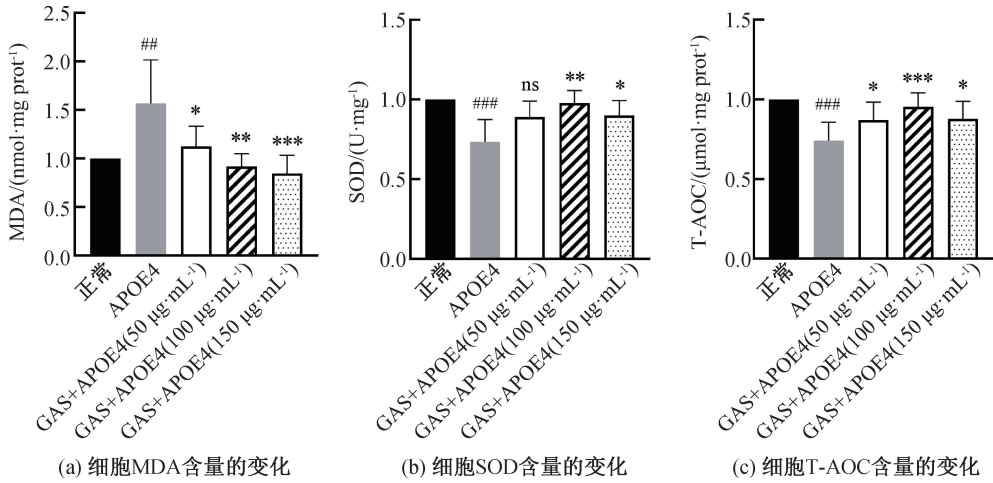 MDA/(nmol·mg prot⁻¹)
2.5
2.0
1.5
1.0
0.5
0.0
##
*
**
***
正常
APOE4
GAS+APOE4(50 μg·mL⁻¹)
GAS+APOE4(100 μg·mL⁻¹)
GAS+APOE4(150 μg·mL⁻¹)
(a) 细胞MDA含量的变化
SOD/(U·mg⁻¹)
1.5
1.0
0.5
0.0
###
ns
**
*
正常
APOE4
GAS+APOE4(50 μg·mL⁻¹)
GAS+APOE4(100 μg·mL⁻¹)
GAS+APOE4(150 μg·mL⁻¹)
(b) 细胞SOD含量的变化
T-AOC/(μmol·mg prot⁻¹)
1.5
1.0
0.5
0.0
###
*
***
*
正常
APOE4
GAS+APOE4(50 μg·mL⁻¹)
GAS+APOE4(100 μg·mL⁻¹)
GAS+APOE4(150 μg·mL⁻¹)
(c) 细胞T-AOC含量的变化